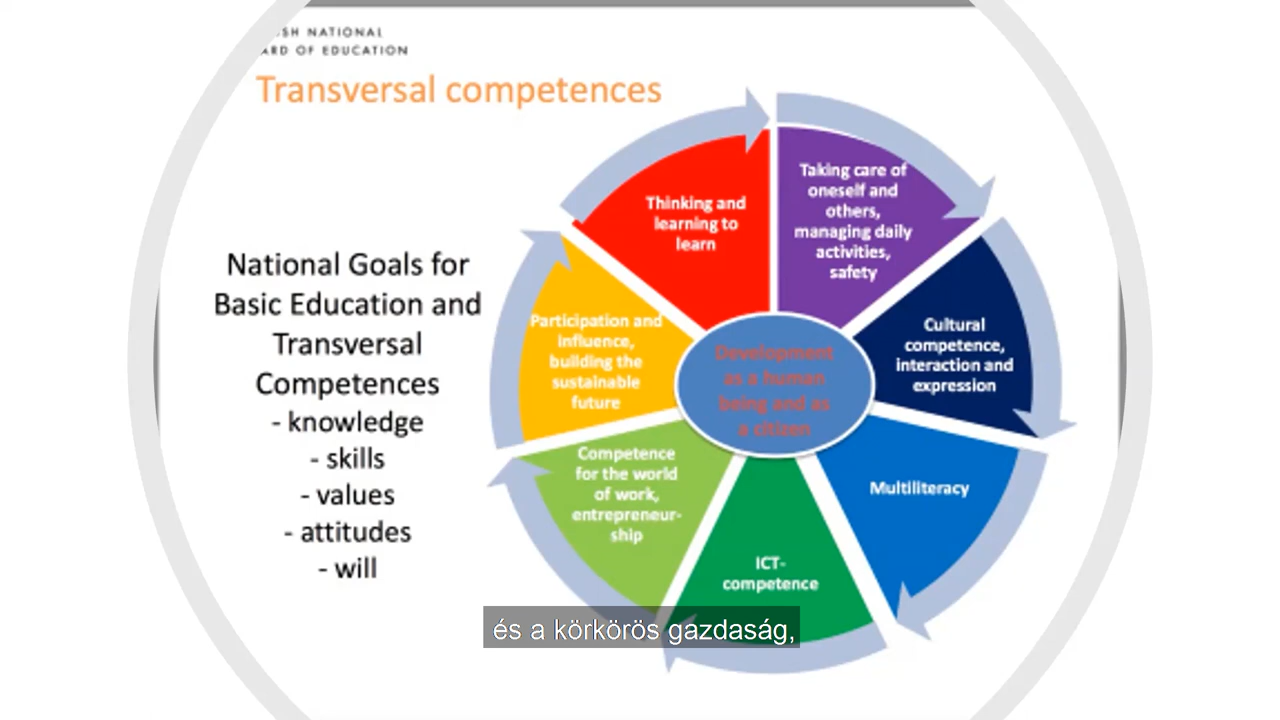 SH NATIONAL
ARD OF EDUCATION
Transversal competences
National Goals for
Basic Education and
Transversal
Competences
- knowledge
- skills
- values
- attitudes
- will
Thinking and
learning to
learn
Taking care of
oneself and
others,
managing daily
activities,
safety
Cultural
competence,
interaction and
expression
Multiliteracy
ICT-
competence
Competence
for the world
of work,
entrepreneur-
ship
Participation and
influence,
building the
sustainable
future
Development
as a human
being and as
a citizen
és a körkörös gazdaság,